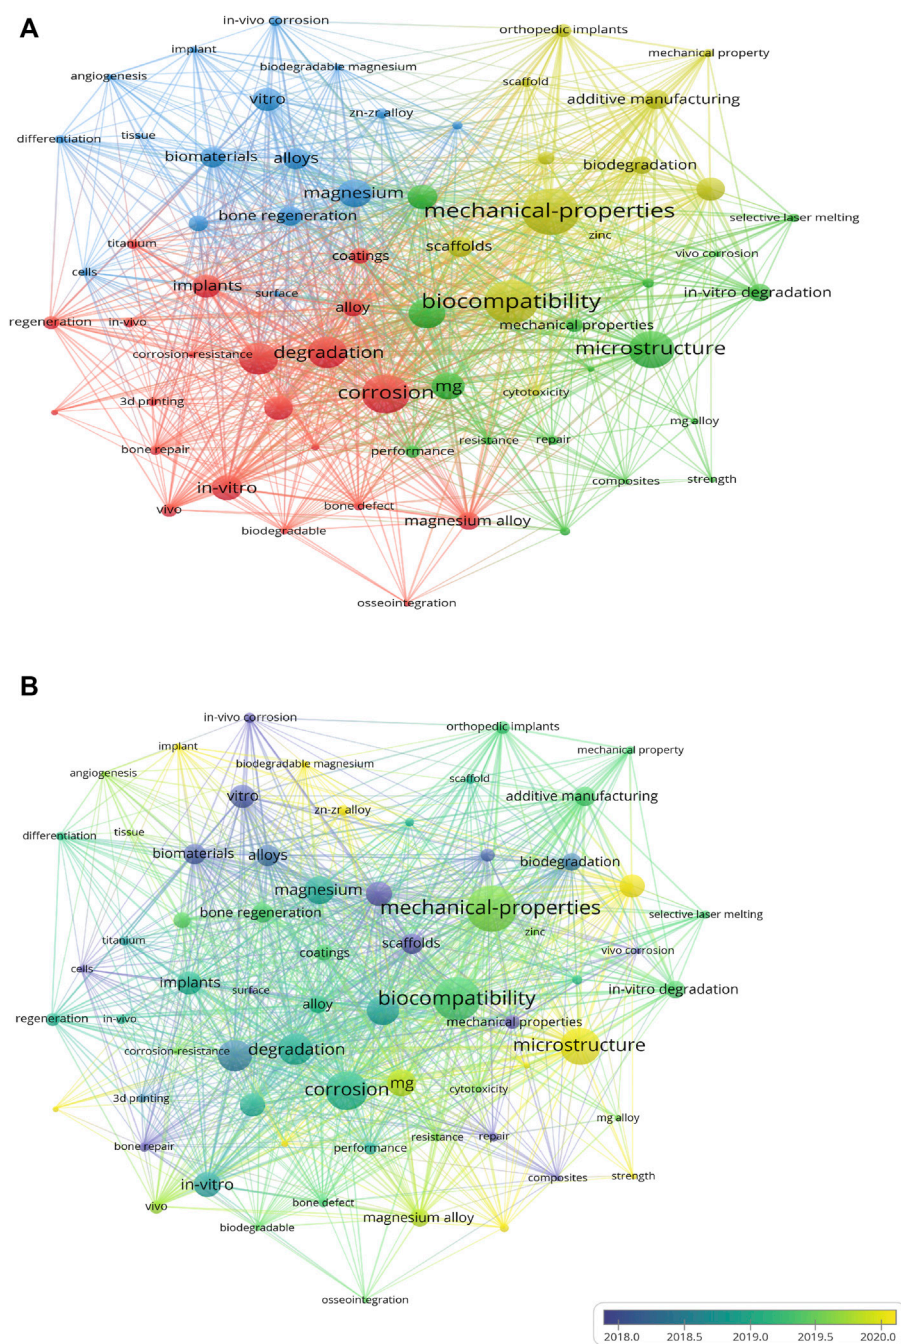 A
in-vivo corrosion
orthopedic implants
implant
mechanical property
biodegradable magnesium
angiogenesis
scaffold
vitro
additive manufacturing
zn-zr alloy
differentiation
tissue
biomaterials
alloys
biodegradation
magnesium
mechanical-properties
bone regeneration
selective laser melting
zinc
titanium
scaffolds
coatings
vivo corrosion
cells
implants
surface
in-vitro degradation
biocompatibility
alloy
regeneration
in-vivo
mechanical properties
microstructure
corrosion-resistance
degradation
corrosion
mg
cytotoxicity
3d printing
mg alloy
resistance
repair
bone repair
performance
strength
composites
in-vitro
bone defect
vivo
magnesium alloy
biodegradable
osseointegration
B
in-vivo corrosion
orthopedic implants
implant
mechanical property
biodegradable magnesium
angiogenesis
scaffold
vitro
additive manufacturing
zn-zr alloy
differentiation
tissue
biomaterials
alloys
biodegradation
magnesium
mechanical-properties
bone regeneration
selective laser melting
zinc
titanium
scaffolds
coatings
vivo corrosion
cells
implants
surface
in-vitro degradation
biocompatibility
alloy
regeneration
in-vivo
mechanical properties
microstructure
corrosion-resistance
degradation
corrosion
mg
cytotoxicity
3d printing
mg alloy
resistance
repair
bone repair
performance
strength
composites
in-vitro
bone defect
vivo
magnesium alloy
biodegradable
osseointegration
2018.0 2018.5 2019.0 2019.5 2020.0